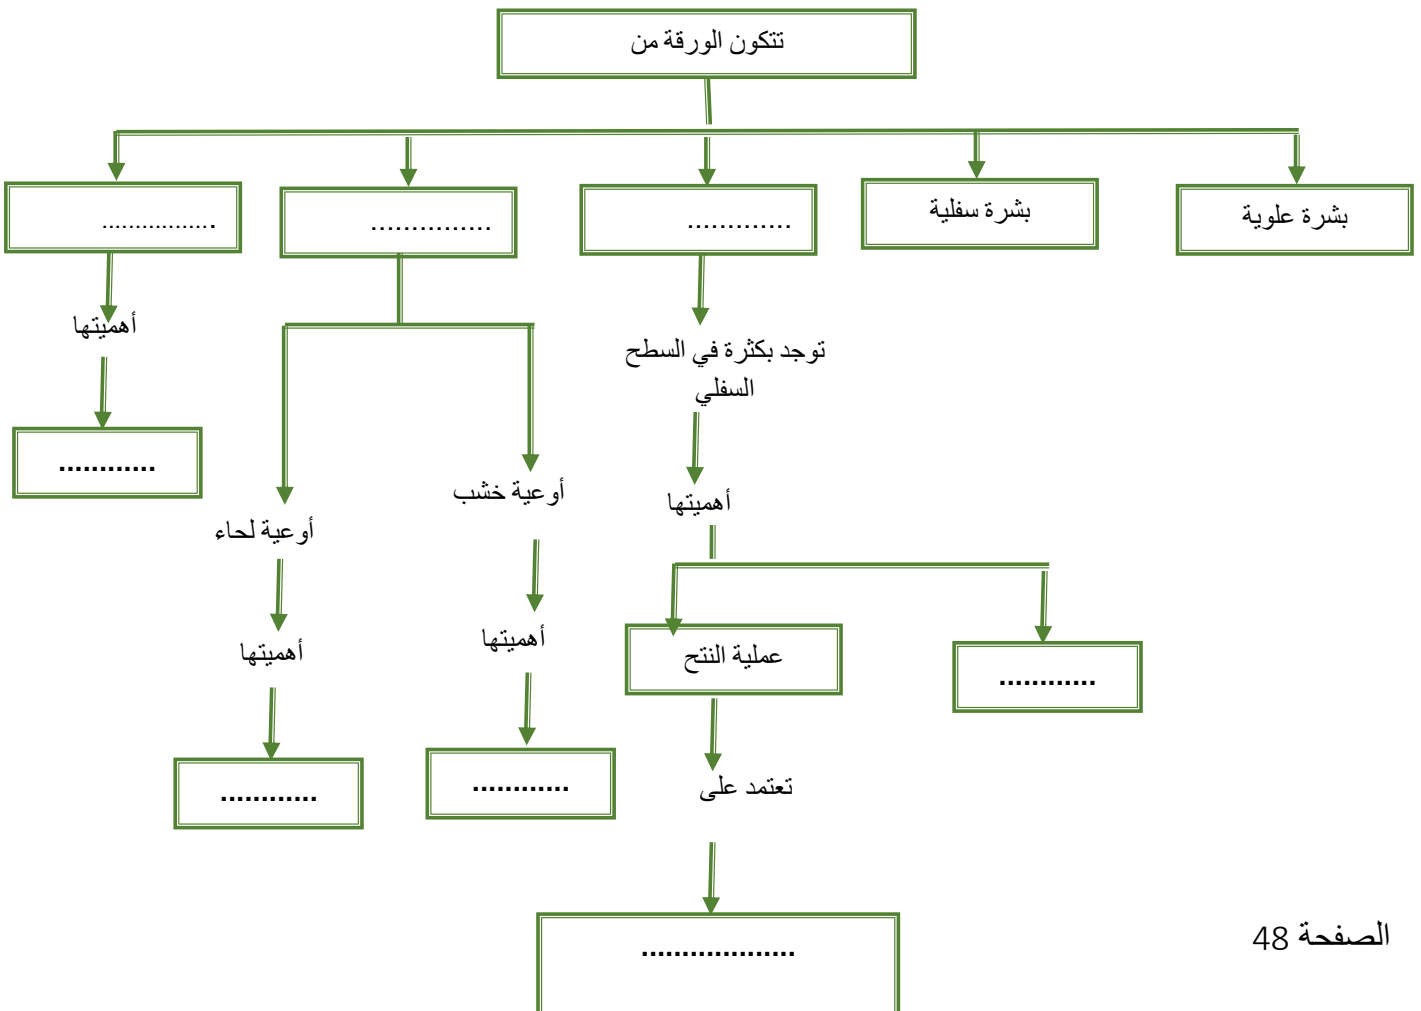 تتكون الورقة من
بشرة علوية
بشرة سفلية
.............
...............
.................
توجد بكثرة في السطح
السفلي
أهميتها
أهميتها
............
أوعية خشب
أوعية لحاء
أهميتها
أهميتها
عملية النتح
............
............
............
تعتمد على
...................
الصفحة 48